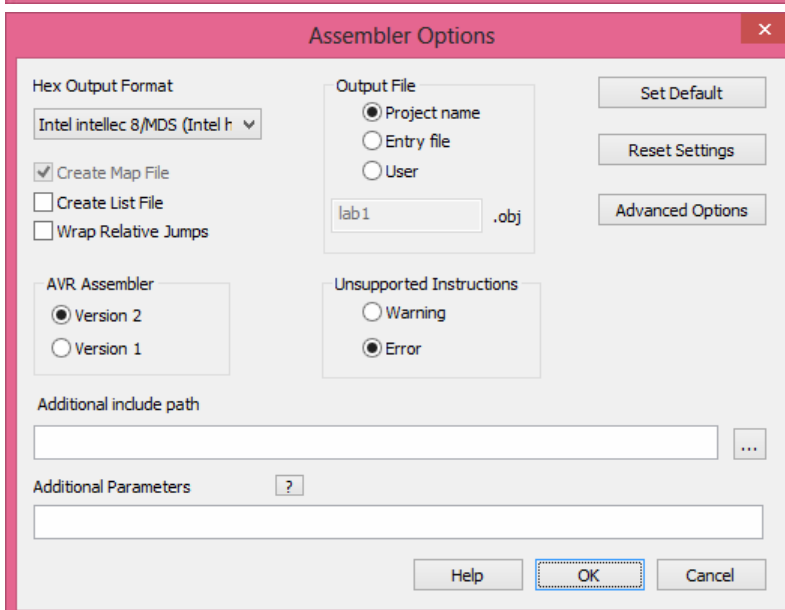 Assembler Options
Hex Output Format
Intel intellec 8/MDS (Intel h
Create Map File
Create List File
Wrap Relative Jumps
Output File
Project name
Entry file
User
lab1
.obj
Set Default
Reset Settings
Advanced Options
AVR Assembler
Version 2
Version 1
Unsupported Instructions
Warning
Error
Additional include path
...
Additional Parameters
?
Help
OK
Cancel